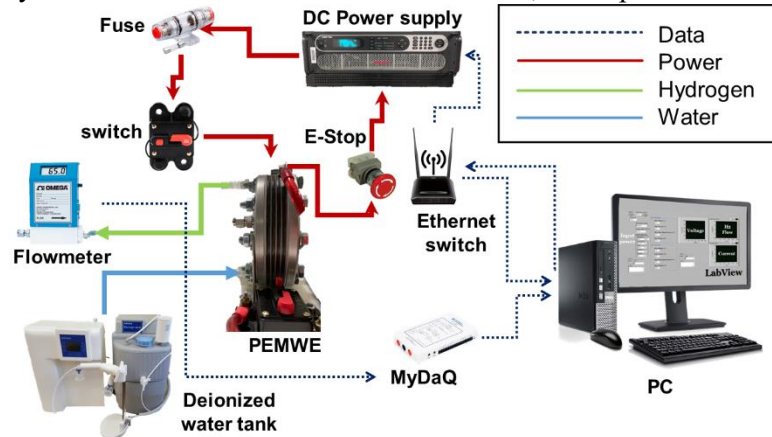 Fuse
DC Power supply
Data
Power
Hydrogen
Water
switch
E-Stop
65.0
OMEGA
Ethernet
switch
Flowmeter
Voltage
H2
Flow
Current
LabView
PEMWE
MyDaQ
PC
Deionized
water tank